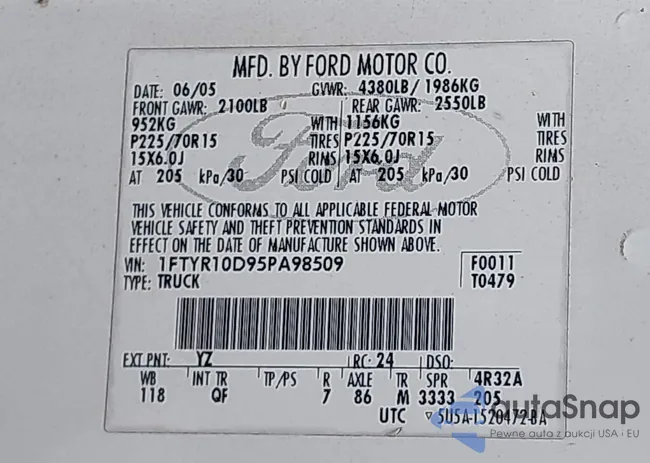 MFD. BY FORD MOTOR CO.
DATE: 06/05 GVWR: 4380LB/ 1986KG
FRONT GAWR: 2100LB REAR GAWR: 2550LB
952KG WITH 1156KG WITH
P225/70R15 TIRES P225/70R15 TIRES
15X6.0J RIMS 15X6.0J RIMS
AT 205 kPa/30 PSI COLD AT 205 kPa/30 PSI COLD
Ford
THIS VEHICLE CONFORMS TO ALL APPLICABLE FEDERAL MOTOR
VEHICLE SAFETY AND THEFT PREVENTION STANDARDS IN
EFFECT ON THE DATE OF MANUFACTURE SHOWN ABOVE.
VIN: 1FTYR10D95PA98509 F0011
TYPE: TRUCK T0479
EXT PNT: YZ RC: 24 DSO:
WB INT TR TP/PS R AXLE TR SPR 4R32A
118 QF 7 86 M 3333 205
UTC ▽5U5A-1520472-BA
autaSnap
Pewne auta z aukcji USA i EU